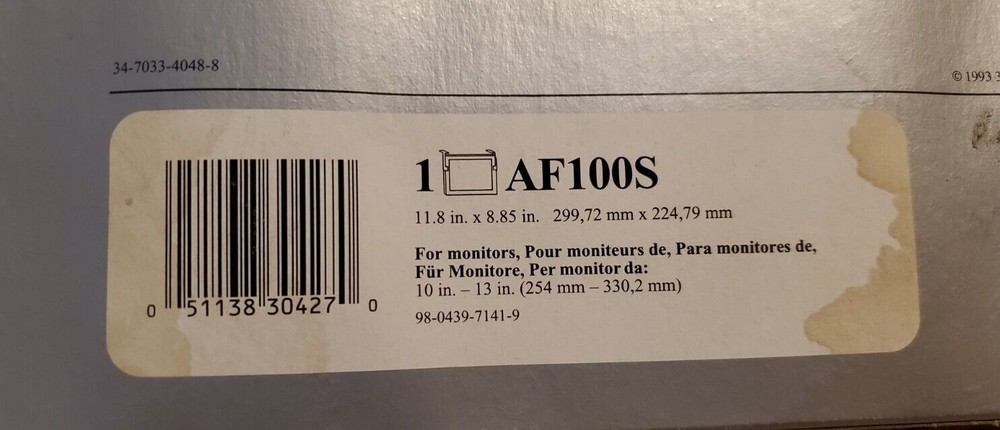 34-7033-4048-8
© 1993 3
1 AF100S
11.8 in. x 8.85 in. 299,72 mm x 224,79 mm
For monitors, Pour moniteurs de, Para monitores de,
Für Monitore, Per monitor da:
10 in. – 13 in. (254 mm – 330,2 mm)
98-0439-7141-9
0 51138 30427 0